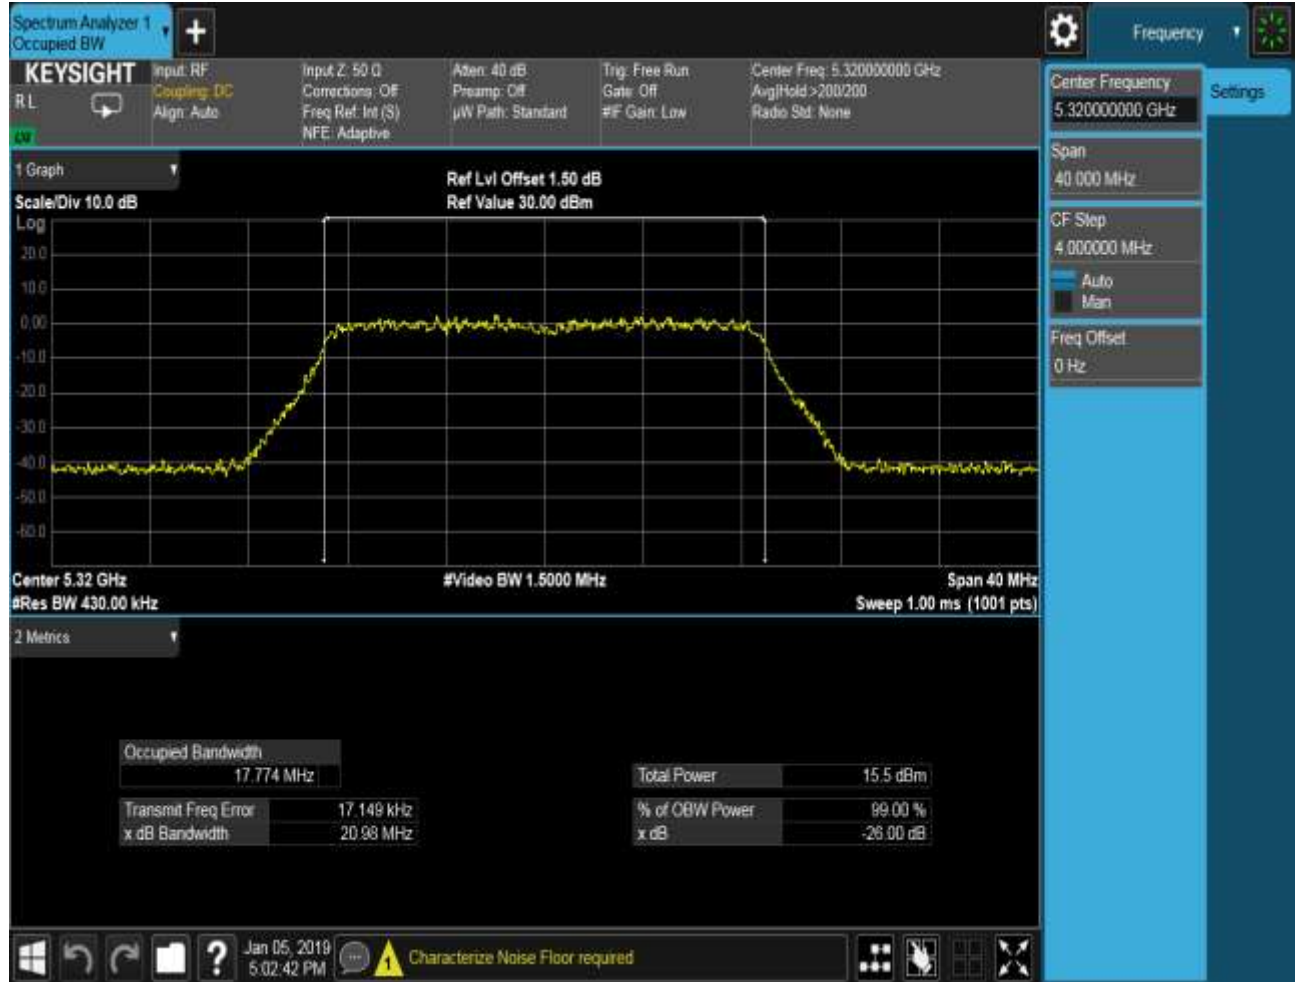 Spectrum Analyzer 1
Occupied BW
Frequency
KEYSIGHT
RL
Input: RF
Coupling: DC
Align: Auto
Input Z: 50 Ω
Corrections: Off
Freq Ref: Int (S)
NFE: Adaptive
Atten: 40 dB
Preamp: Off
µW Path: Standard
Trig: Free Run
Gate: Off
#IF Gain: Low
Center Freq: 5.320000000 GHz
Avg|Hold:>200/200
Radio Std: None
Center Frequency
5.320000000 GHz
Settings
Span
40.000 MHz
CF Step
4.000000 MHz
Auto
Man
Freq Offset
0 Hz
1 Graph
Scale/Div 10.0 dB
Ref Lvl Offset 1.50 dB
Ref Value 30.00 dBm
Log
20.0
10.0
0.00
-10.0
-20.0
-30.0
-40.0
-50.0
-60.0
Center 5.32 GHz
#Video BW 1.5000 MHz
Span 40 MHz
#Res BW 430.00 kHz
Sweep 1.00 ms (1001 pts)
2 Metrics
Occupied Bandwidth
17.774 MHz
Total Power 15.5 dBm
Transmit Freq Error 17.149 kHz
% of OBW Power 99.00 %
x dB Bandwidth 20.98 MHz
x dB -26.00 dB
?
Jan 05, 2019
5:02:42 PM
1
Characterize Noise Floor required